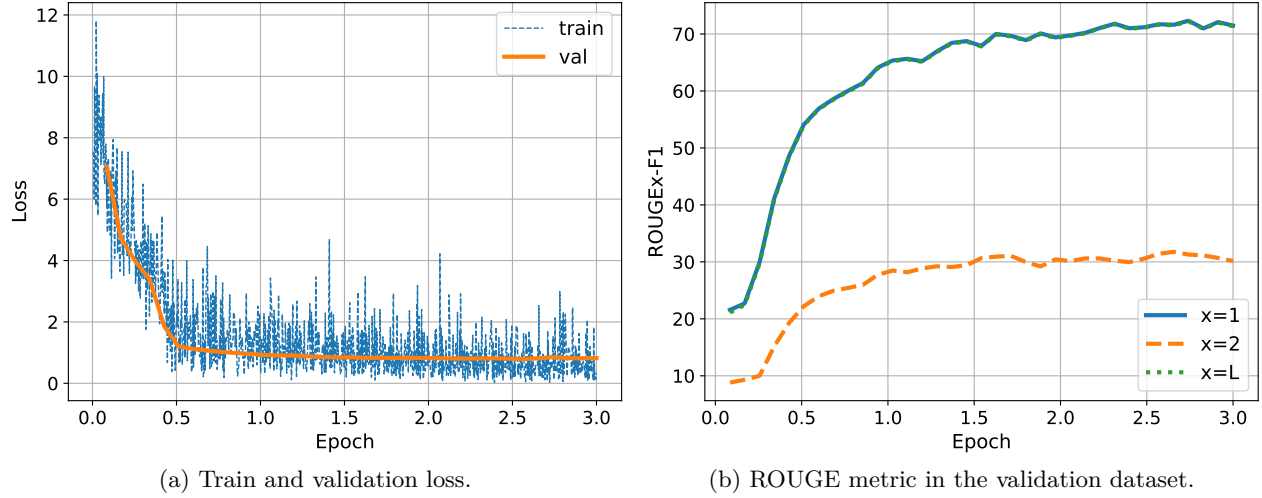 12
10
8
6
4
2
0
Loss
train
val
0.0 0.5 1.0 1.5 2.0 2.5 3.0
Epoch
(a) Train and validation loss.
70
60
50
40
30
20
10
ROUGEx-F1
x=1
x=2
x=L
0.0 0.5 1.0 1.5 2.0 2.5 3.0
Epoch
(b) ROUGE metric in the validation dataset.